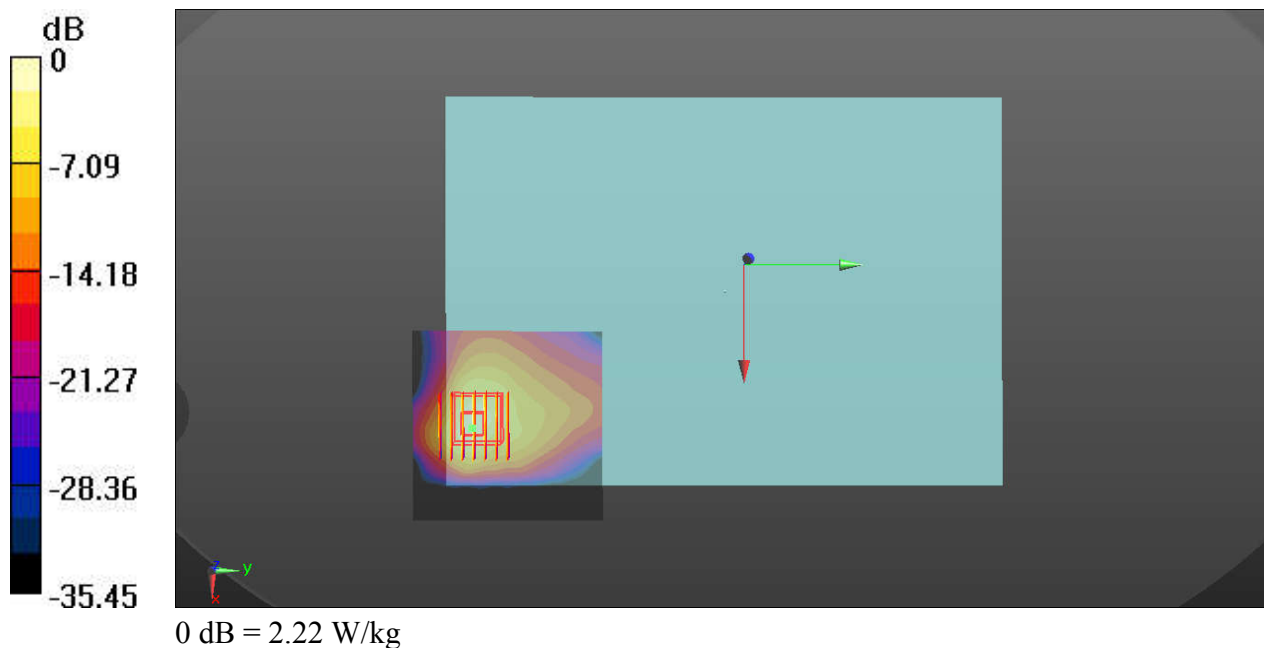 dB
0
-7.09
-14.18
-21.27
-28.36
-35.45
z
y
x
0 dB = 2.22 W/kg